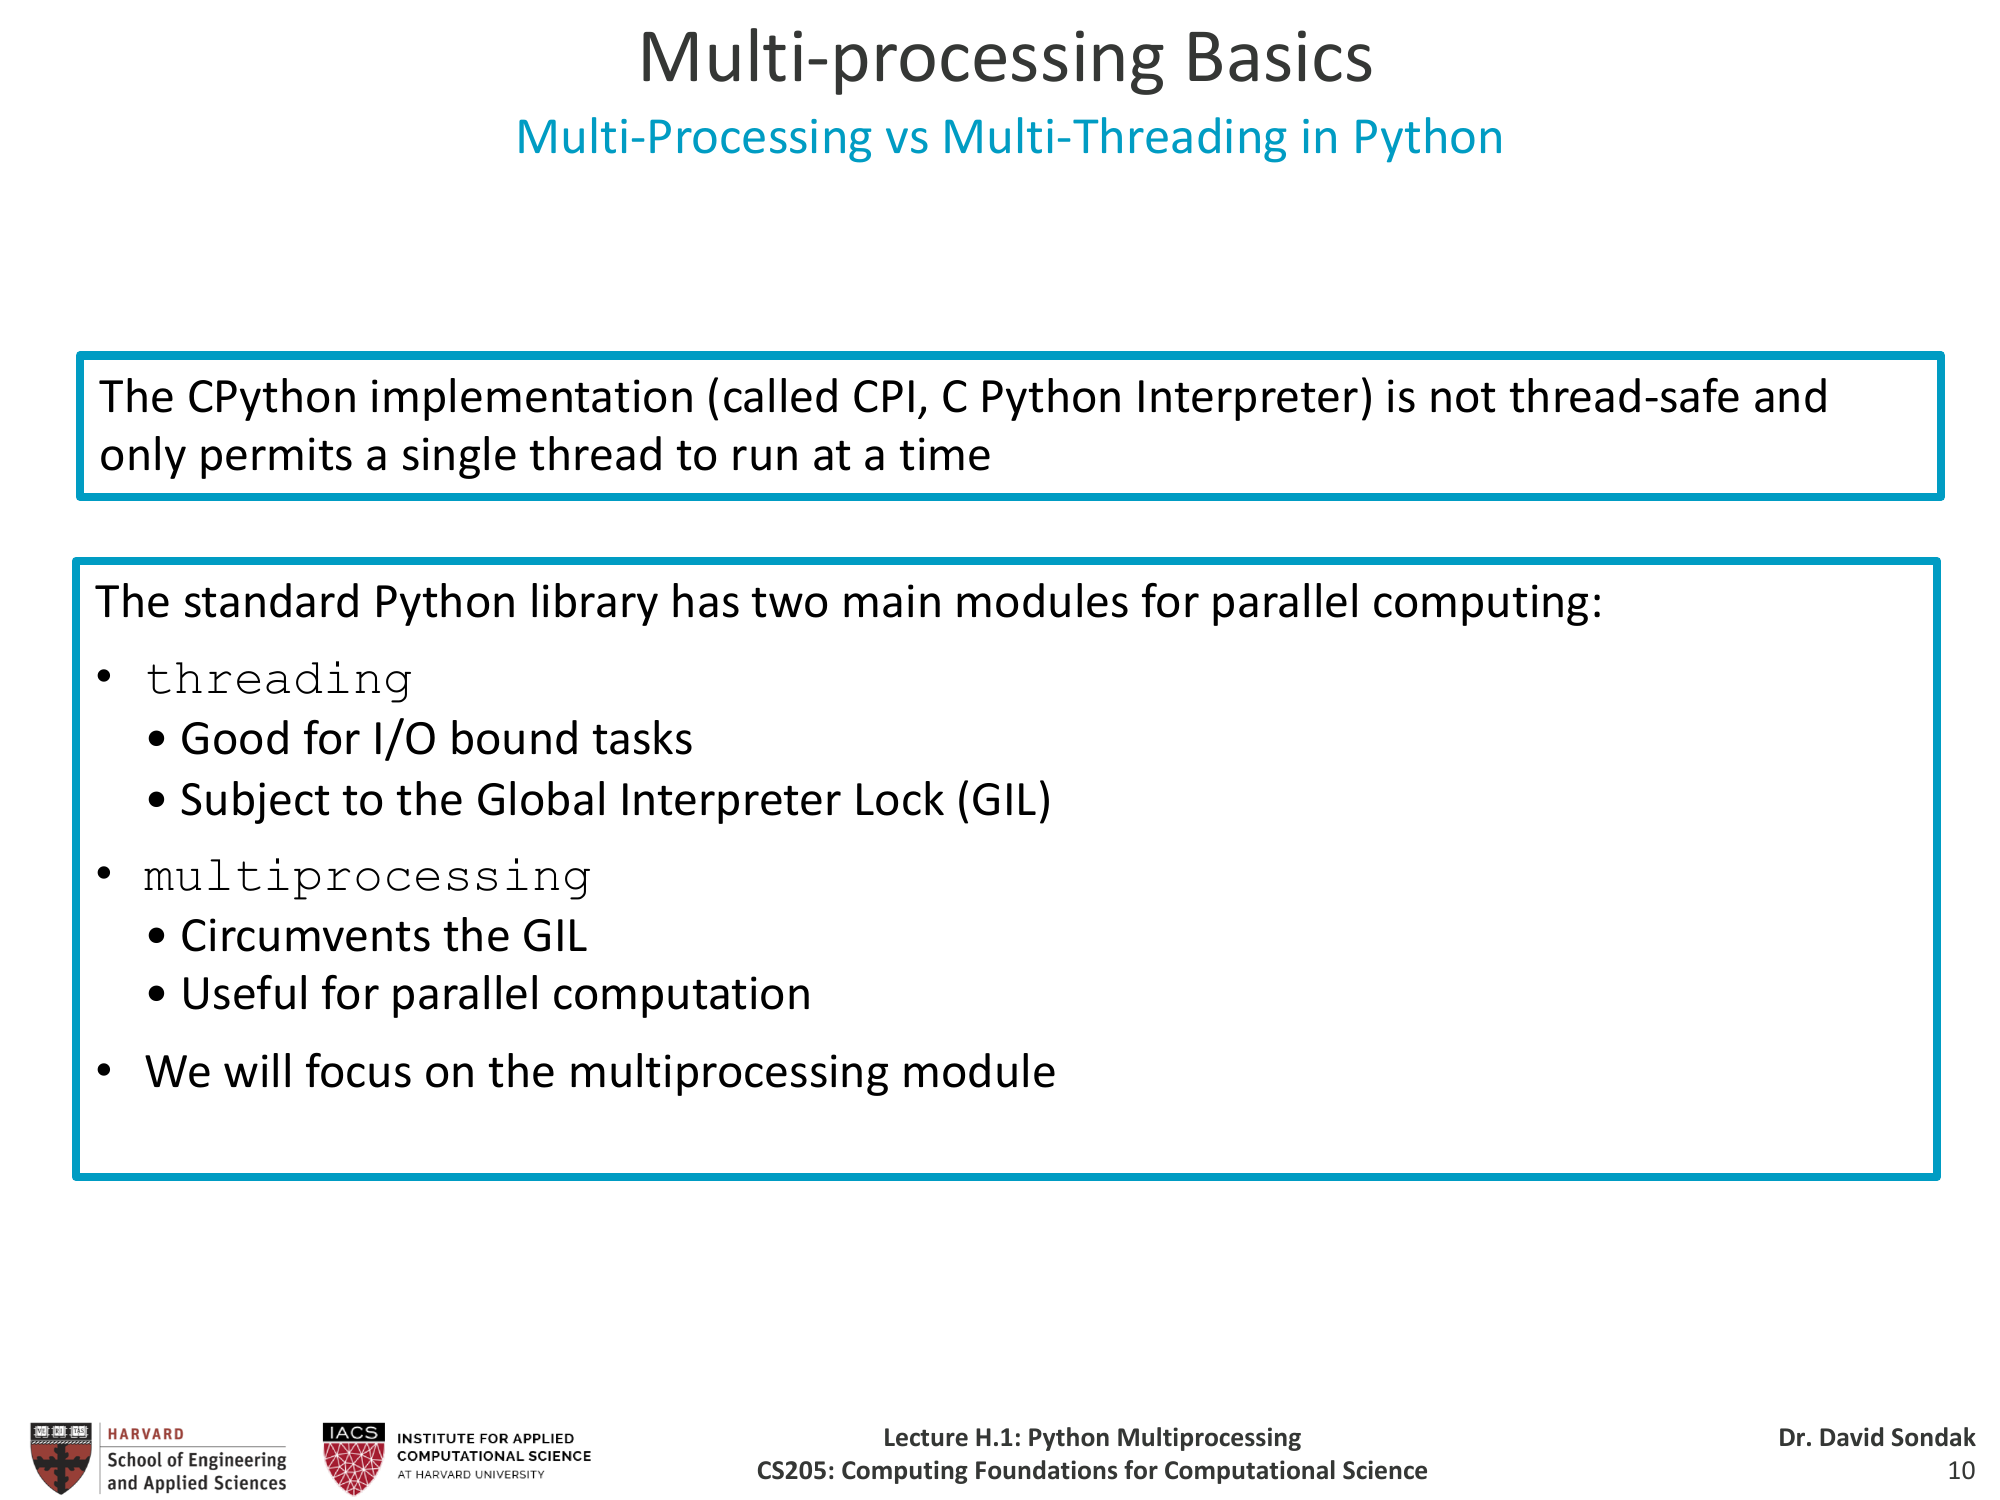 Multi-processing Basics
Multi-Processing vs Multi-Threading in Python
The CPython implementation (called CPI, C Python Interpreter) is not thread-safe and
only permits a single thread to run at a time
The standard Python library has two main modules for parallel computing:
• threading
• Good for I/O bound tasks
• Subject to the Global Interpreter Lock (GIL)
• multiprocessing
• Circumvents the GIL
• Useful for parallel computation
• We will focus on the multiprocessing module
HARVARD
School of Engineering
and Applied Sciences
IACS
INSTITUTE FOR APPLIED
COMPUTATIONAL SCIENCE
AT HARVARD UNIVERSITY
Lecture H.1: Python Multiprocessing
CS205: Computing Foundations for Computational Science
Dr. David Sondak
10